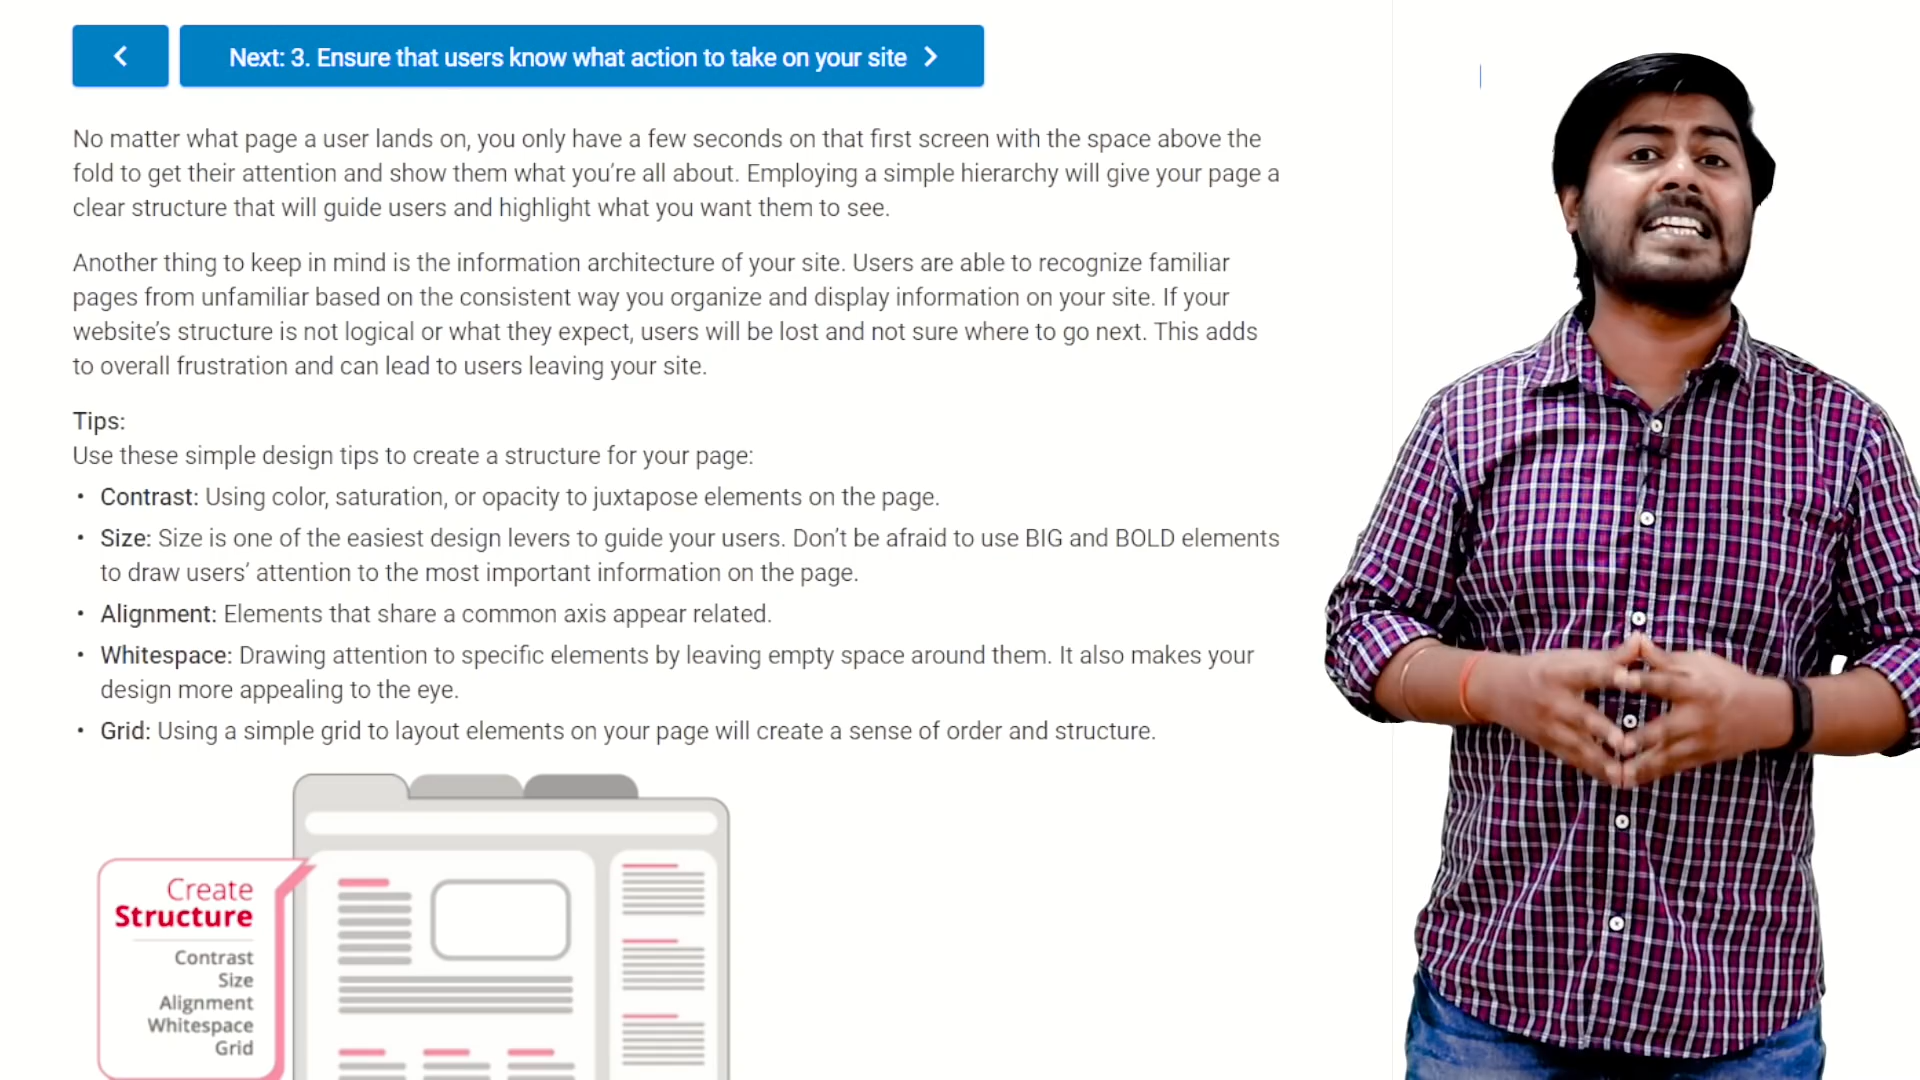 Next: 3. Ensure that users know what action to take on your site
No matter what page a user lands on, you only have a few seconds on that first screen with the space above the
fold to get their attention and show them what you're all about. Employing a simple hierarchy will give your page a
clear structure that will guide users and highlight what you want them to see.
Another thing to keep in mind is the information architecture of your site. Users are able to recognize familiar
pages from unfamiliar based on the consistent way you organize and display information on your site. If your
website's structure is not logical or what they expect, users will be lost and not sure where to go next. This adds
to overall frustration and can lead to users leaving your site.
Tips:
Use these simple design tips to create a structure for your page:
• Contrast: Using color, saturation, or opacity to juxtapose elements on the page.
• Size: Size is one of the easiest design levers to guide your users. Don't be afraid to use BIG and BOLD elements
to draw users' attention to the most important information on the page.
• Alignment: Elements that share a common axis appear related.
• Whitespace: Drawing attention to specific elements by leaving empty space around them. It also makes your
design more appealing to the eye.
• Grid: Using a simple grid to layout elements on your page will create a sense of order and structure.
Create
Structure
Contrast
Size
Alignment
Whitespace
Grid